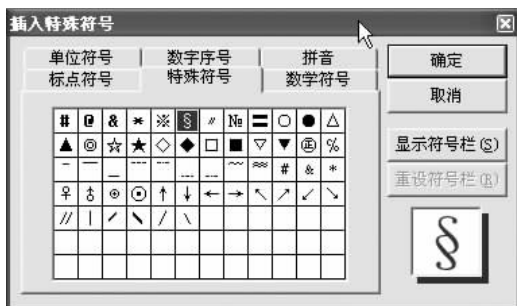 插入特殊符号
单位符号 数字序号 拼音
标点符号 特殊符号 数学符号
确定
取消
显示符号栏(S)
重设符号栏(R)
# @ & * ※ § 〃 № 〓 ○ ● △
▲ ◎ ☆ ★ ◇ ◆ □ ■ ▽ ▼ ㊣ ℅
ˉ ￣ ＿ ﹉ ﹊ ﹍ ﹎ ﹋ ﹌ ﹟ ﹠ ﹡
♀ ♂ ⊕ ⊙ ↑ ↓ ← → ↖ ↗ ↙ ↘
∥ ∣ ／ ＼ ∕ ﹨
§